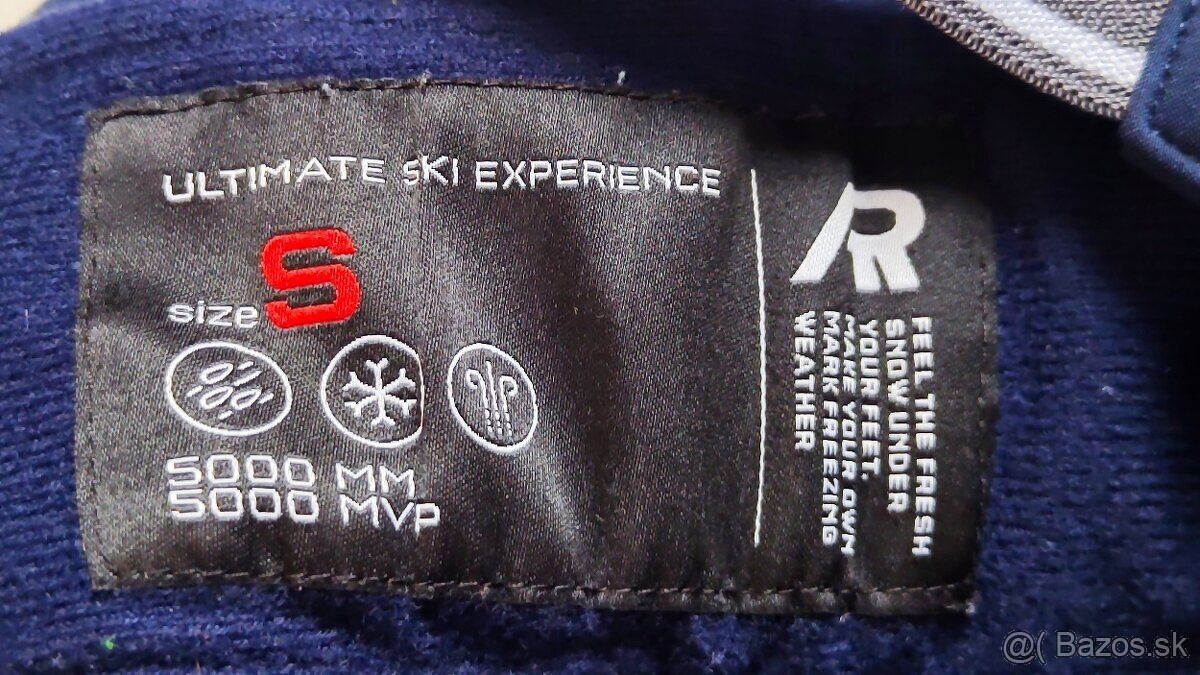 ULTIMATE SKI EXPERIENCE
size S
5000 MM
5000 MVP
R
FEEL THE FRESH
SNOW UNDER
YOUR FEET.
MAKE YOUR OWN
MARK FREEZING
WEATHER
@( Bazos.sk